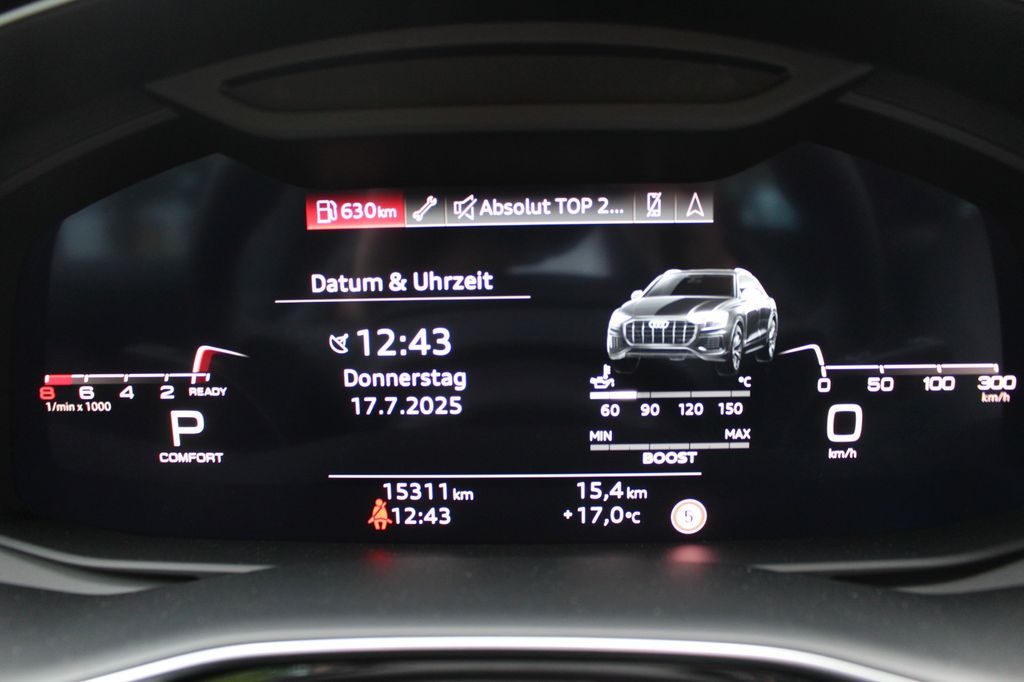 630km
Absolut TOP 2...
Datum & Uhrzeit
12:43
Donnerstag
17.7.2025
8 6 4 2 READY
1/min x 1000
P
COMFORT
°C
60 90 120 150
MIN MAX
BOOST
0 50 100 300
km/h
0
km/h
15311 km 15,4 km
12:43 +17,0°C
5